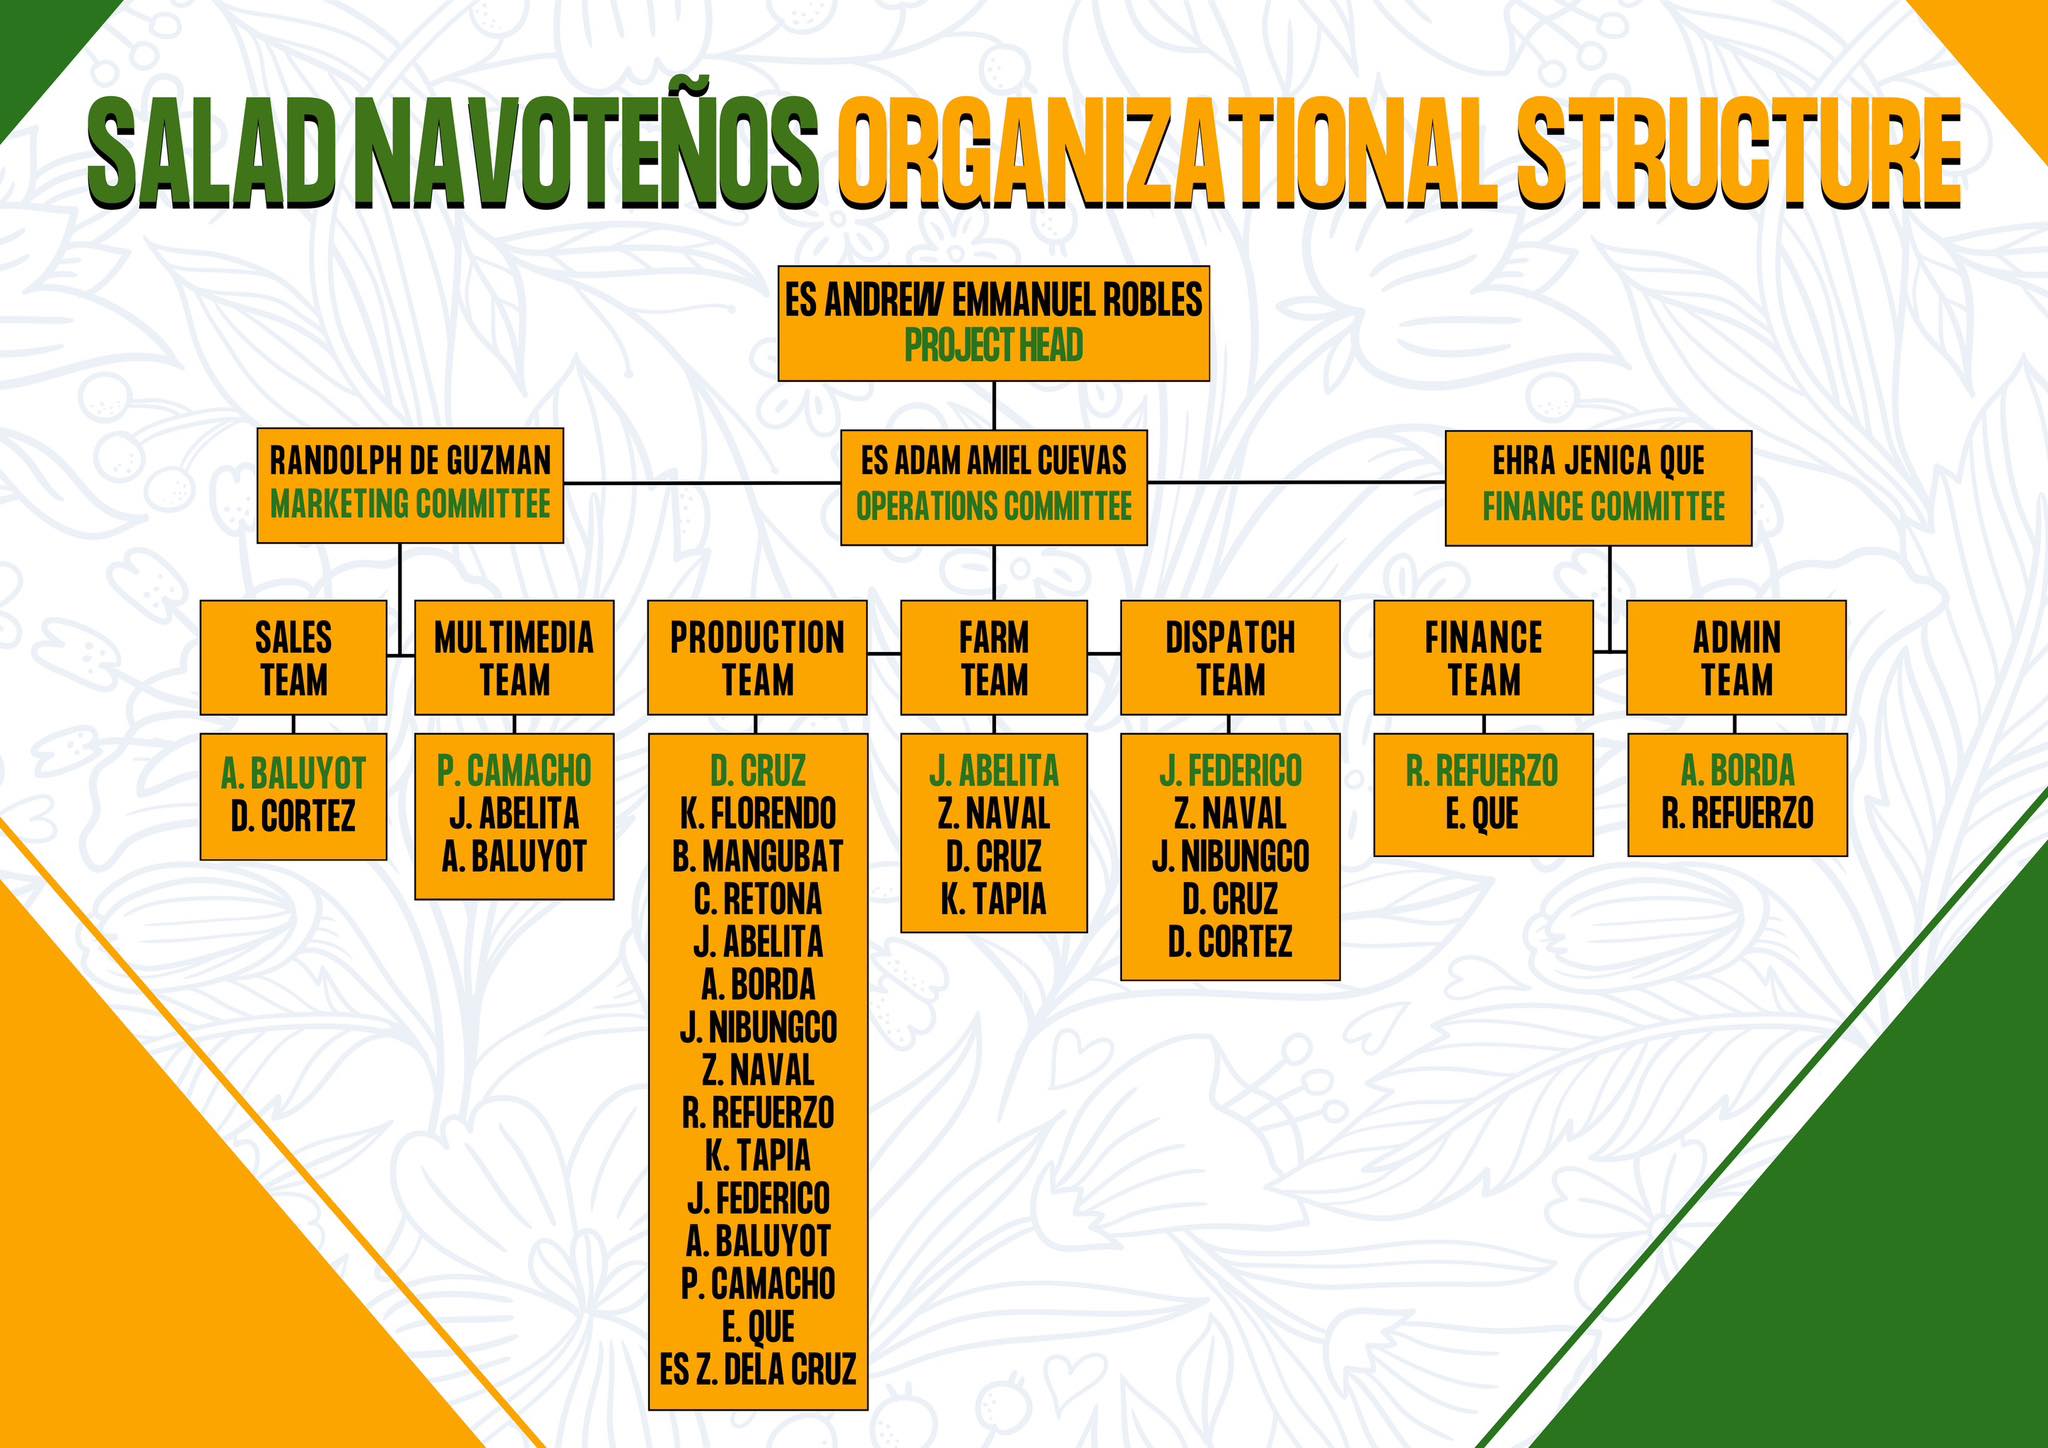 SALAD NAVOTEÑOS ORGANIZATIONAL STRUCTURE
ES ANDREW EMMANUEL ROBLES
PROJECT HEAD
RANDOLPH DE GUZMAN
MARKETING COMMITTEE
ES ADAM AMIEL CUEVAS
OPERATIONS COMMITTEE
EHRA JENICA QUE
FINANCE COMMITTEE
SALES
TEAM
A. BALUYOT
D. CORTEZ
MULTIMEDIA
TEAM
P. CAMACHO
J. ABELITA
A. BALUYOT
PRODUCTION
TEAM
D. CRUZ
K. FLORENDO
B. MANGUBAT
C. RETONA
J. ABELITA
A. BORDA
J. NIBUNGCO
Z. NAVAL
R. REFUERZO
K. TAPIA
J. FEDERICO
A. BALUYOT
P. CAMACHO
E. QUE
ES Z. DELA CRUZ
FARM
TEAM
J. ABELITA
Z. NAVAL
D. CRUZ
K. TAPIA
DISPATCH
TEAM
J. FEDERICO
Z. NAVAL
J. NIBUNGCO
D. CRUZ
D. CORTEZ
FINANCE
TEAM
R. REFUERZO
E. QUE
ADMIN
TEAM
A. BORDA
R. REFUERZO